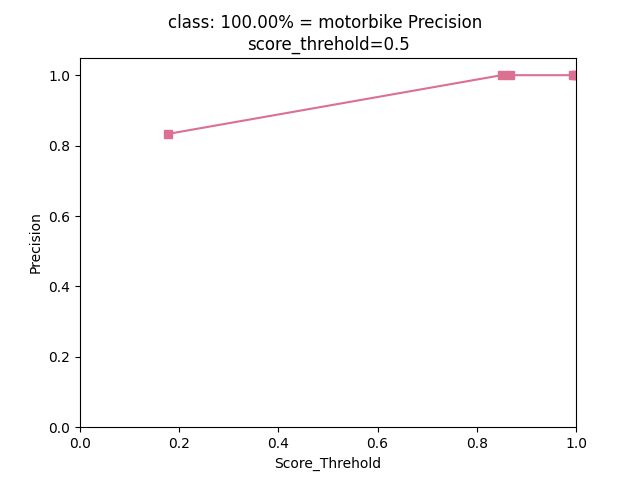 class: 100.00% = motorbike Precision
score_threhold=0.5
1.0
0.8
0.6
0.4
0.2
0.0
Precision
0.0 0.2 0.4 0.6 0.8 1.0
Score_Threhold